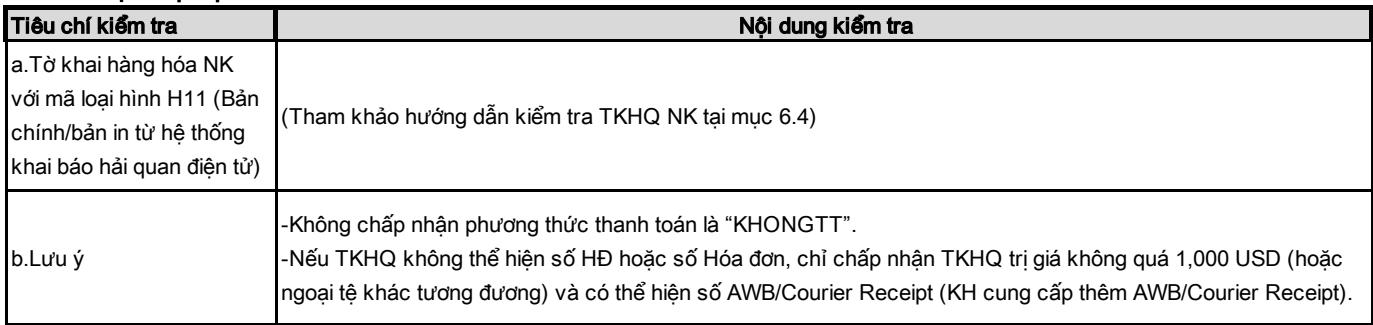 Tiêu chí kiểm tra
Nội dung kiểm tra
a.Tờ khai hàng hóa NK
với mã loại hình H11 (Bản
chính/bản in từ hệ thống
khai báo hải quan điện tử)
(Tham khảo hướng dẫn kiểm tra TKHQ NK tại mục 6.4)
b.Lưu ý
-Không chấp nhận phương thức thanh toán là “KHONGTT”.
-Nếu TKHQ không thể hiện số HĐ hoặc số Hóa đơn, chỉ chấp nhận TKHQ trị giá không quá 1,000 USD (hoặc
ngoại tệ khác tương đương) và có thể hiện số AWB/Courier Receipt (KH cung cấp thêm AWB/Courier Receipt).